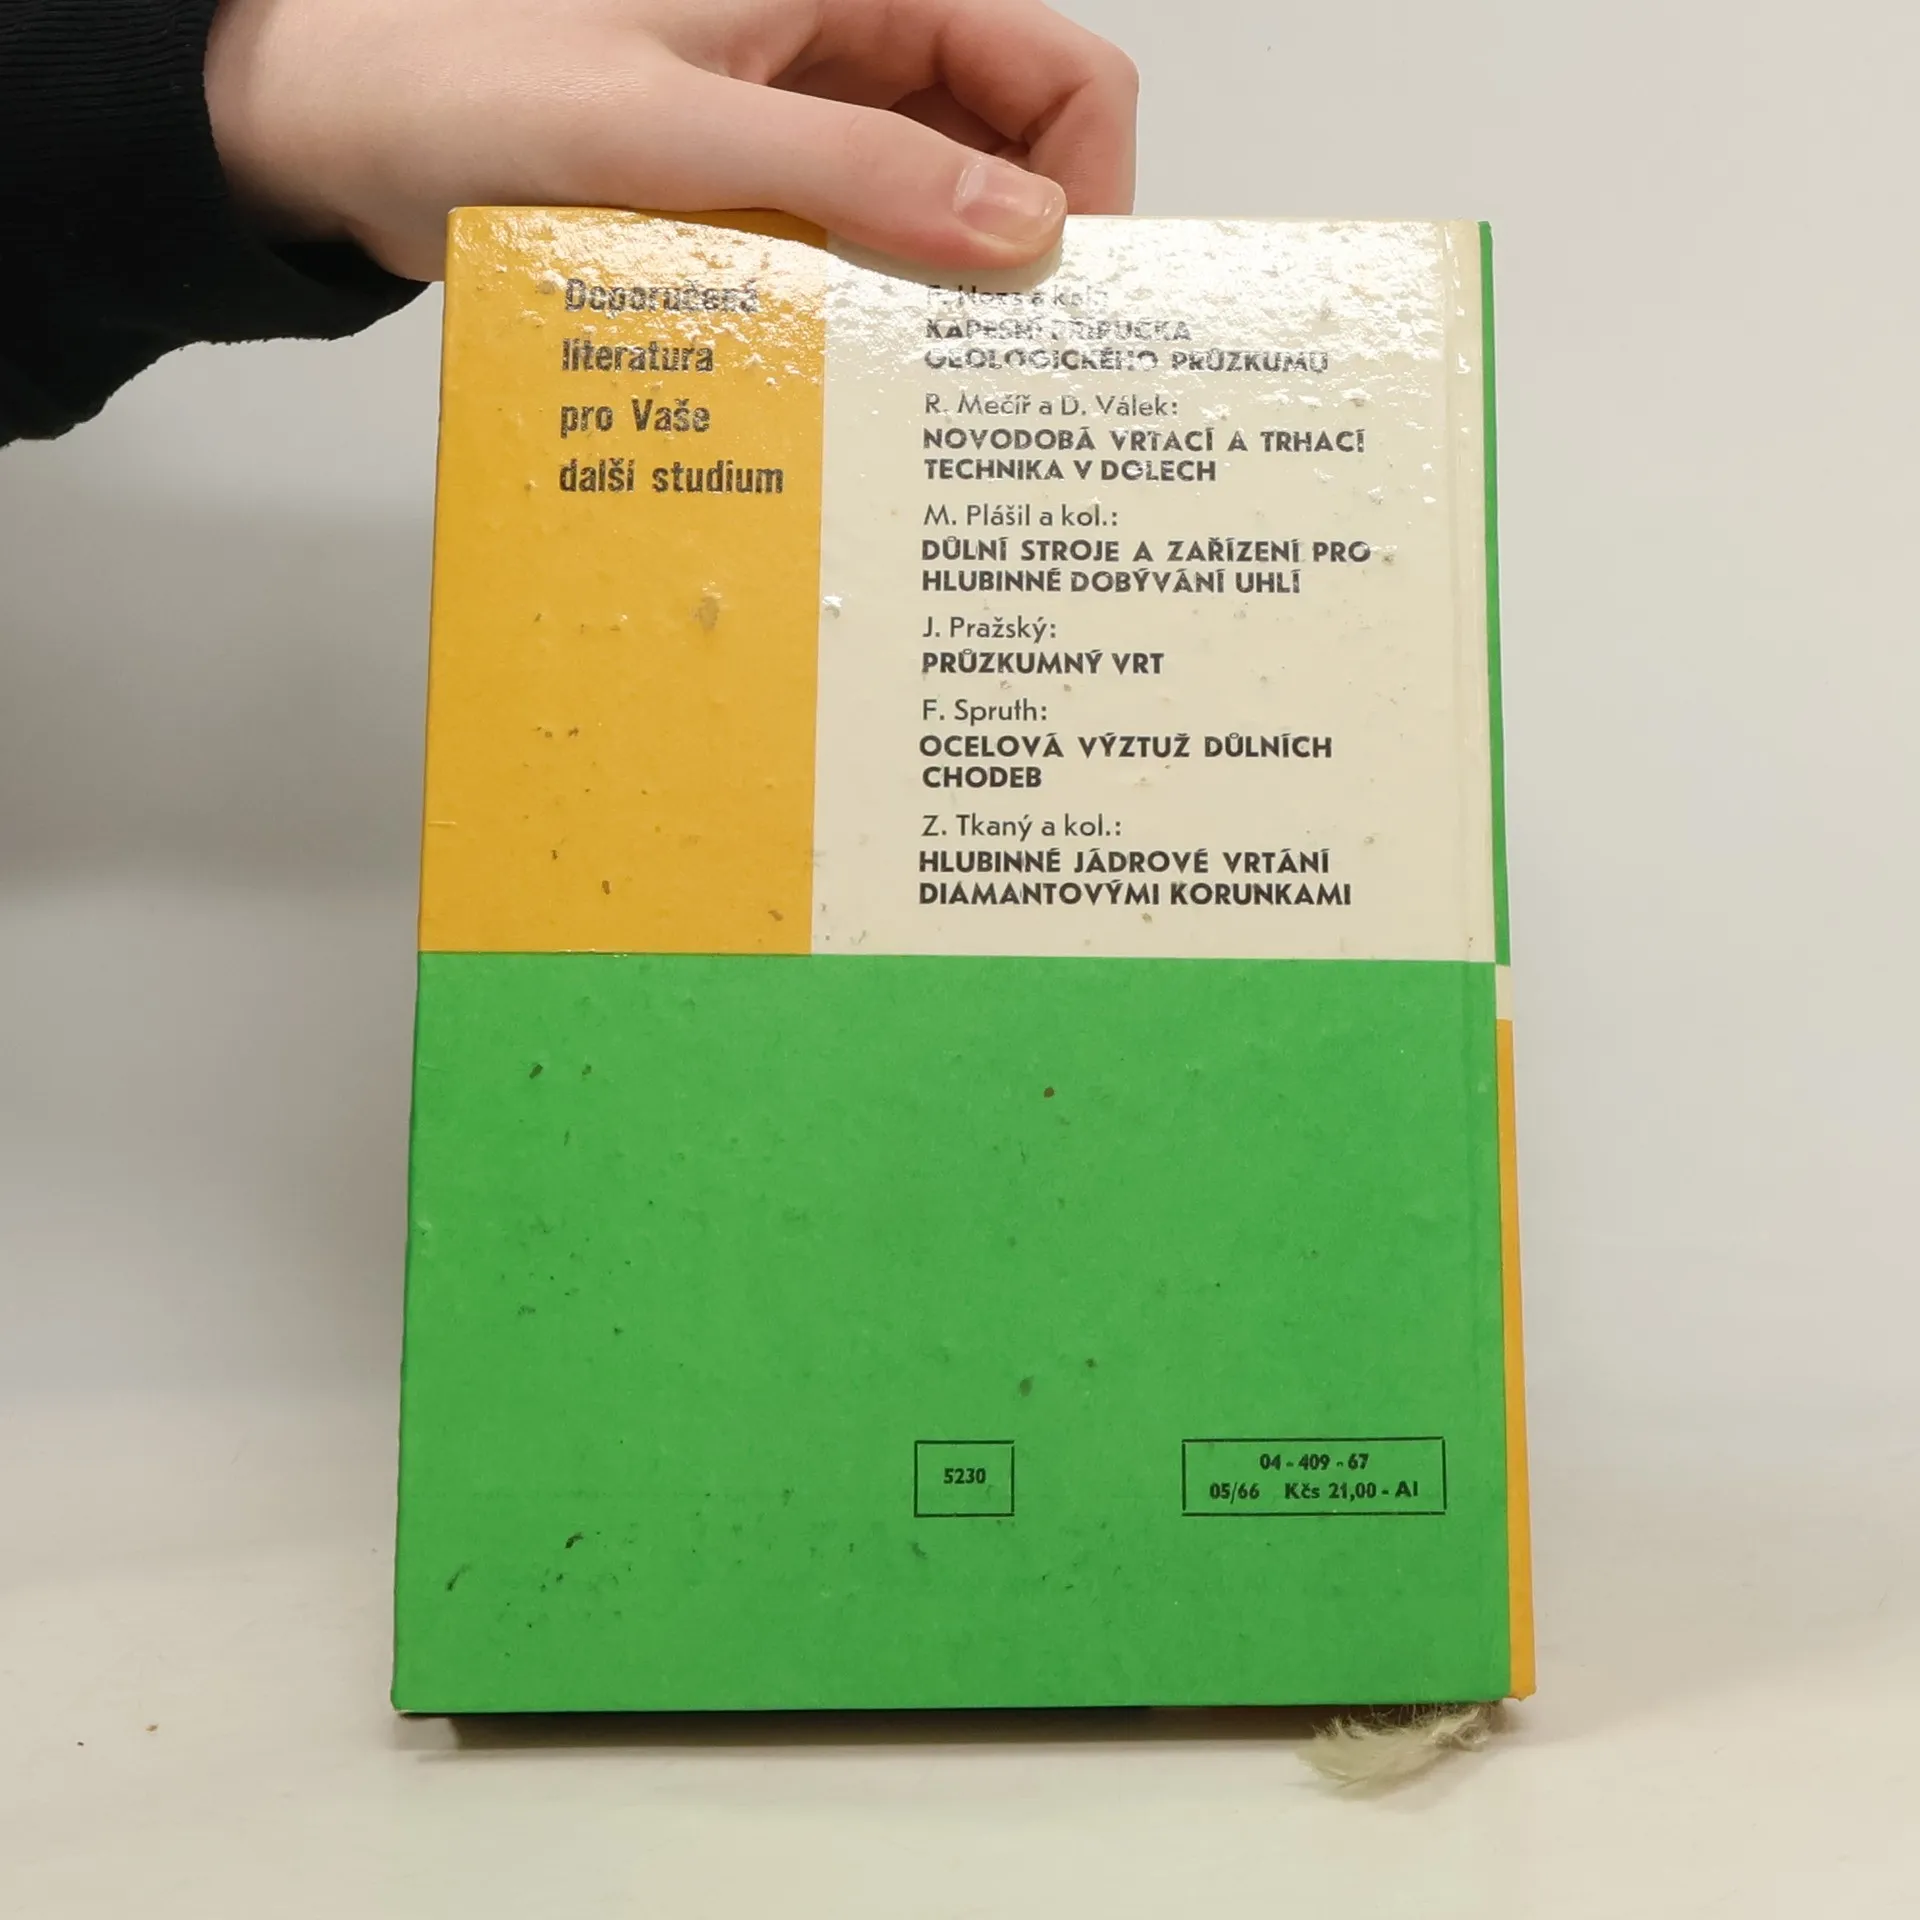 Doporučená
literatura
pro Vaše
další studium
a kol.:
KAPESNÍ PŘÍRUČKA
GEOLOGICKÉHO PRŮZKUMU
R. Mečíř a D. Válek:
NOVODOBÁ VRTACÍ A TRHACÍ
TECHNIKA V DOLECH
M. Plášil a kol.:
DŮLNÍ STROJE A ZAŘÍZENÍ PRO
HLUBINNÉ DOBÝVÁNÍ UHLÍ
J. Pražský:
PRŮZKUMNÝ VRT
F. Spruth:
OCELOVÁ VÝZTUŽ DŮLNÍCH
CHODEB
Z. Tkaný a kol.:
HLUBINNÉ JÁDROVÉ VRTÁNÍ
DIAMANTOVÝMI KORUNKAMI
5230
04 - 409 - 67
05/66 Kčs 21,00 - AI